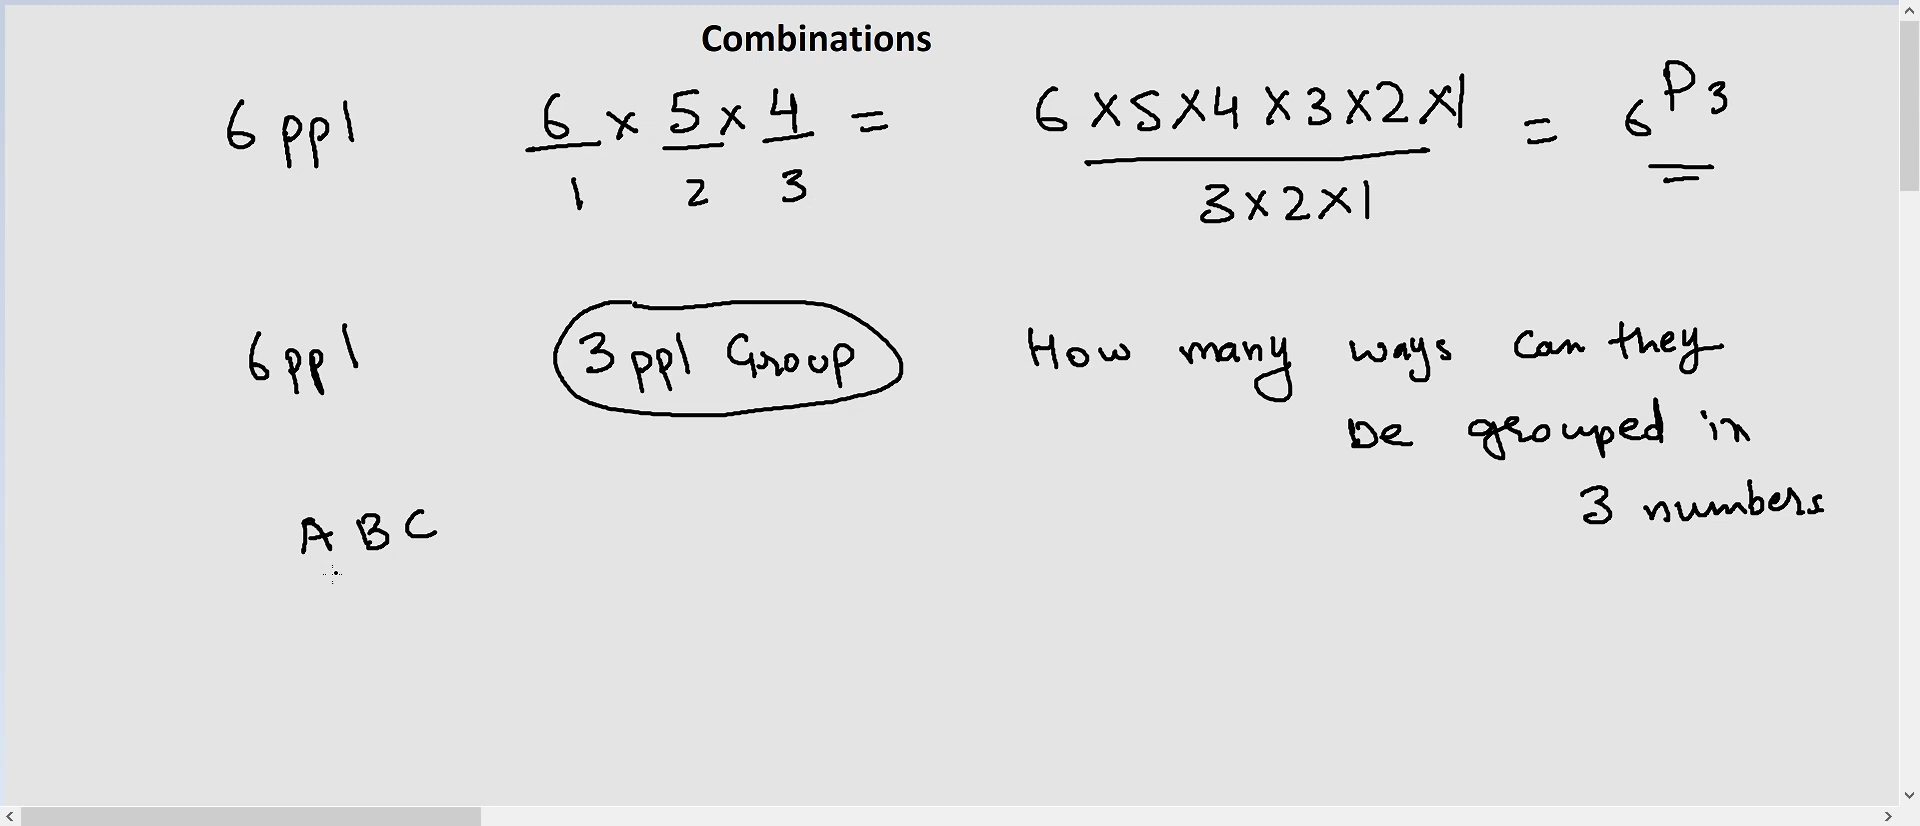 Combinations
6 ppl 6 x 5 x 4 = 6 x 5 x 4 x 3 x 2 x 1 = 6P3
1 2 3 3 x 2 x 1
6 ppl 3 ppl Group How many ways can they
be grouped in
3 numbers
A B C